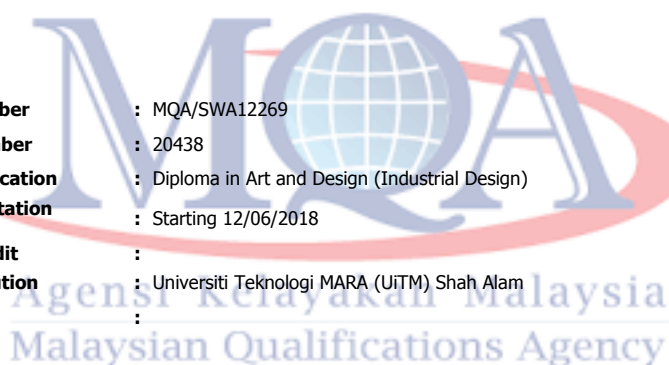 MQA
ber : MQA/SWA12269
ber : 20438
cation : Diploma in Art and Design (Industrial Design)
tation : Starting 12/06/2018
dit :
tion : Universiti Teknologi MARA (UiTM) Shah Alam
:
Agensi Kelayakan Malaysia
Malaysian Qualifications Agency